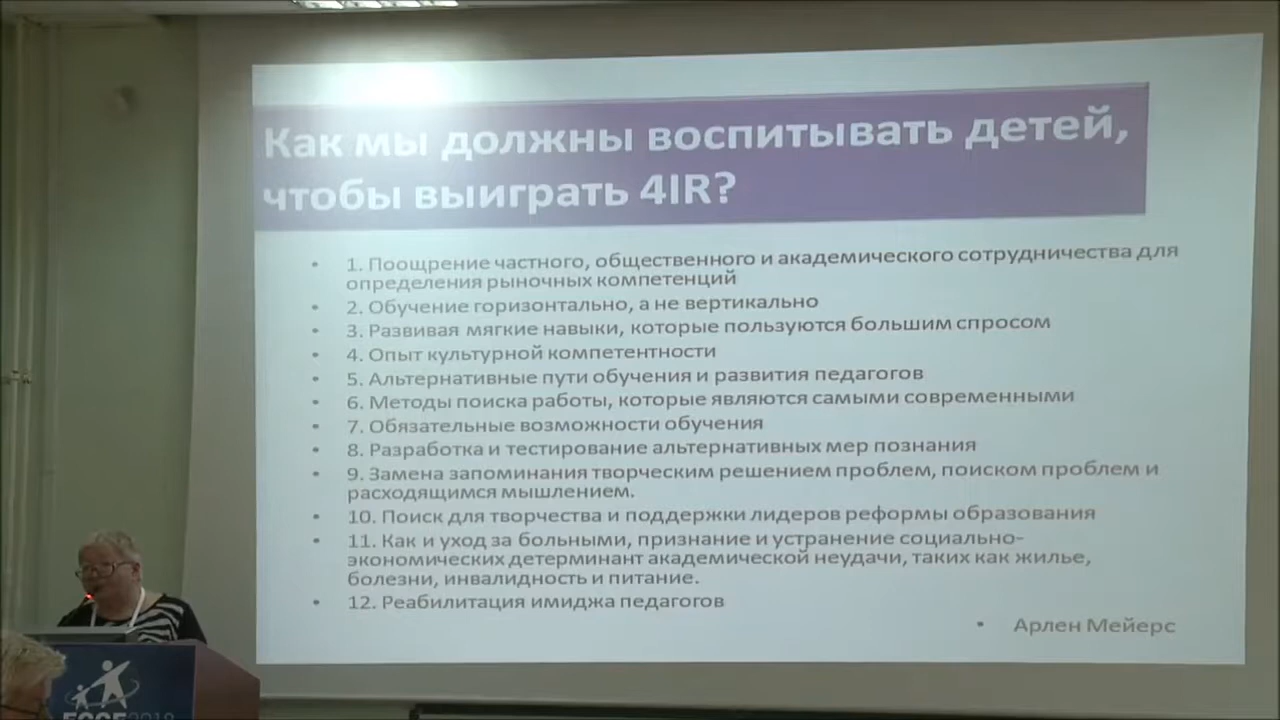 Как мы должны воспитывать детей,
чтобы выиграть 4IR?
• 1. Поощрение частного, общественного и академического сотрудничества для
определения рыночных компетенций
• 2. Обучение горизонтально, а не вертикально
• 3. Развивая мягкие навыки, которые пользуются большим спросом
• 4. Опыт культурной компетентности
• 5. Альтернативные пути обучения и развития педагогов
• 6. Методы поиска работы, которые являются самыми современными
• 7. Обязательные возможности обучения
• 8. Разработка и тестирование альтернативных мер познания
• 9. Замена запоминания творческим решением проблем, поиском проблем и
расходящимся мышлением.
• 10. Поиск для творчества и поддержки лидеров реформы образования
• 11. Как и уход за больными, признание и устранение социально-
экономических детерминант академической неудачи, таких как жилье,
болезни, инвалидность и питание.
• 12. Реабилитация имиджа педагогов
• Арлен Мейерс